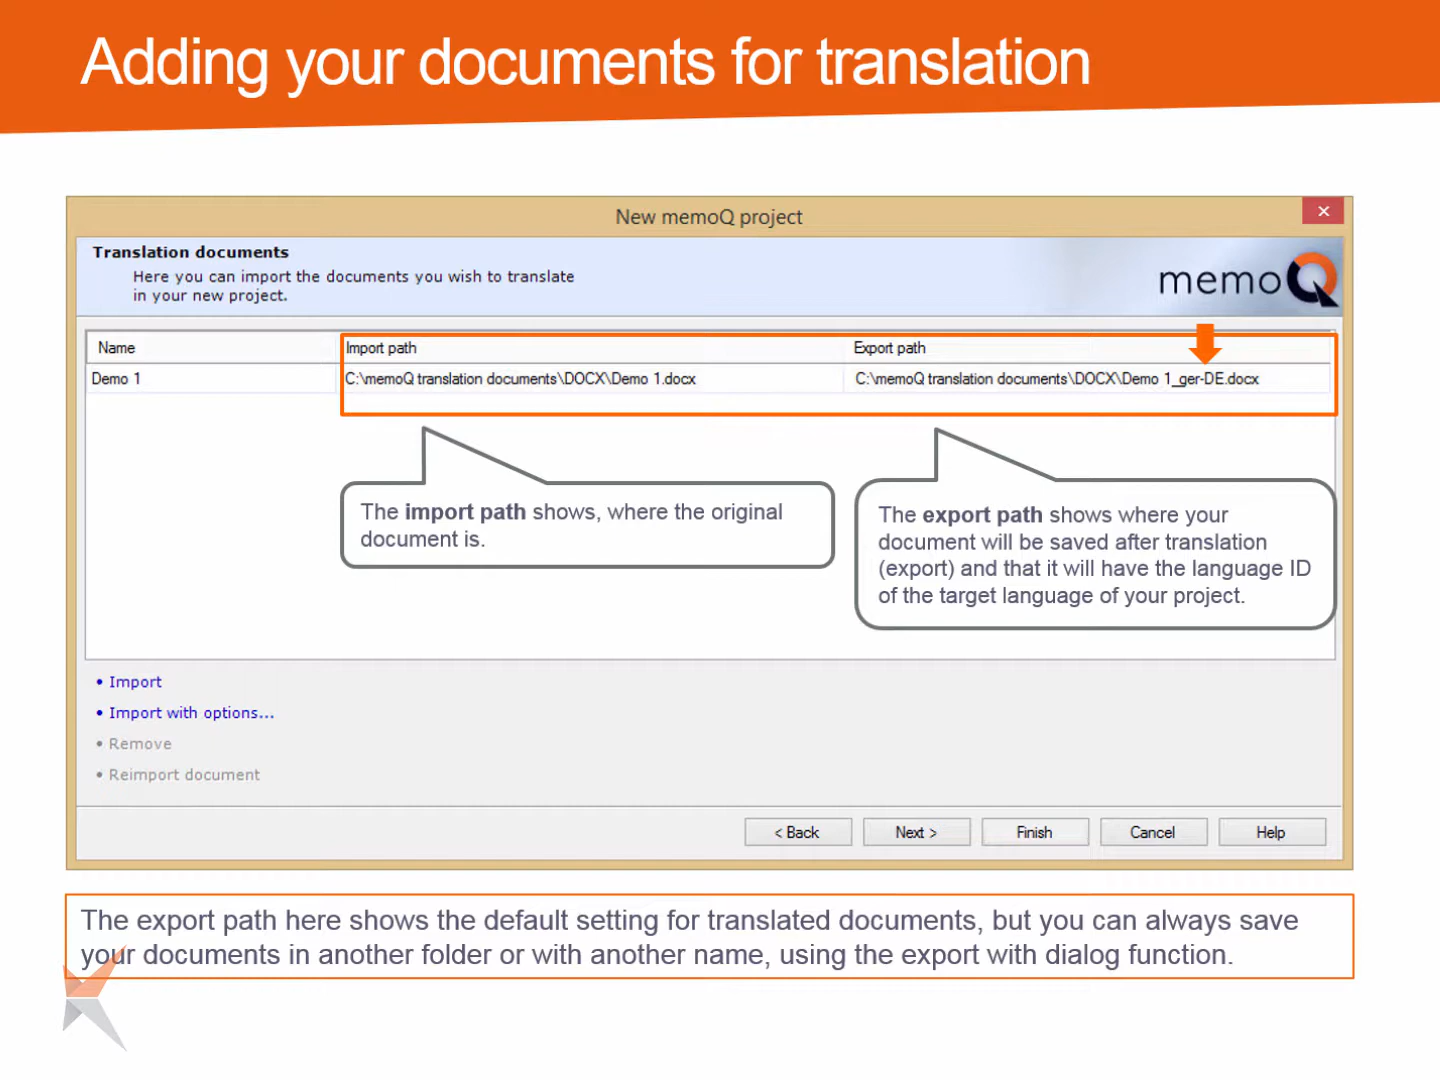 Adding your documents for translation
New memoQ project
Translation documents
Here you can import the documents you wish to translate
in your new project.
memoQ
Name Import path Export path
Demo 1 C:\memoQ translation documents\DOCX\Demo 1.docx C:\memoQ translation documents\DOCX\Demo 1_ger-DE.docx
The import path shows, where the original
document is.
The export path shows where your
document will be saved after translation
(export) and that it will have the language ID
of the target language of your project.
• Import
• Import with options...
• Remove
• Reimport document
< Back Next > Finish Cancel Help
The export path here shows the default setting for translated documents, but you can always save
your documents in another folder or with another name, using the export with dialog function.